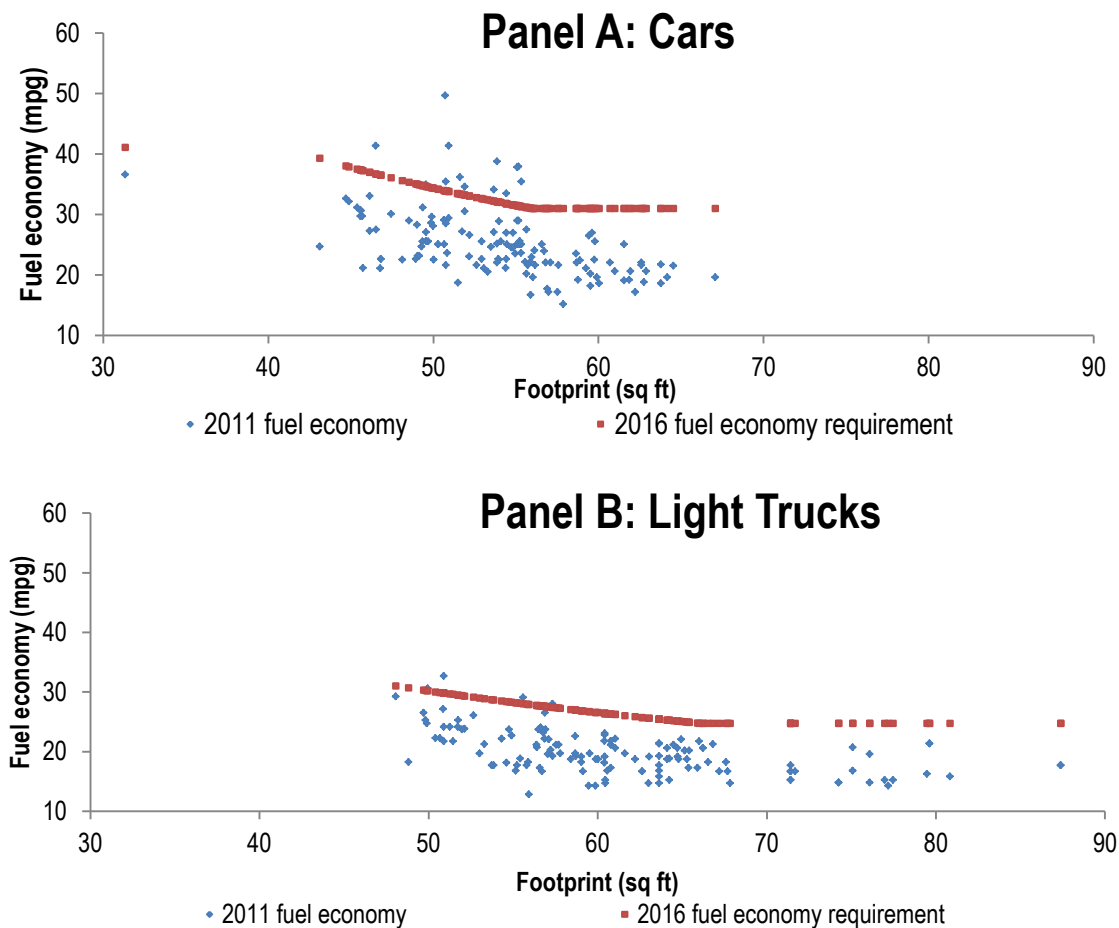 Panel A: Cars
Fuel economy (mpg)
60
50
40
30
20
10
30 40 50 60 70 80 90
Footprint (sq ft)
2011 fuel economy 2016 fuel economy requirement
Panel B: Light Trucks
Fuel economy (mpg)
60
50
40
30
20
10
30 40 50 60 70 80 90
Footprint (sq ft)
2011 fuel economy 2016 fuel economy requirement